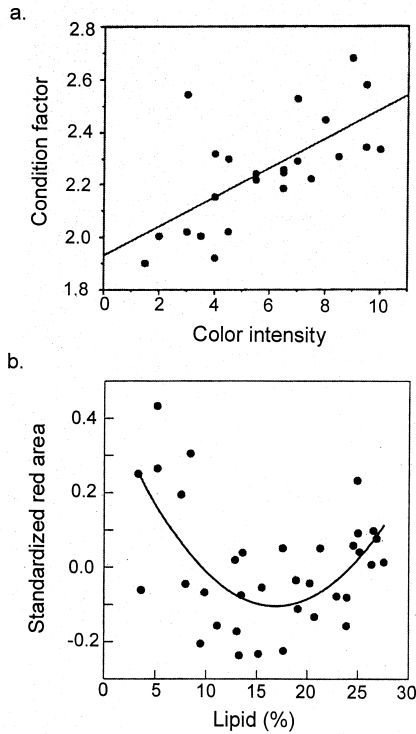 a.
2.8
2.6
2.4
2.2
2.0
1.8
Condition factor
0 2 4 6 8 10
Color intensity
b.
0.4
0.2
0.0
-0.2
Standardized red area
0 5 10 15 20 25 30
Lipid (%)